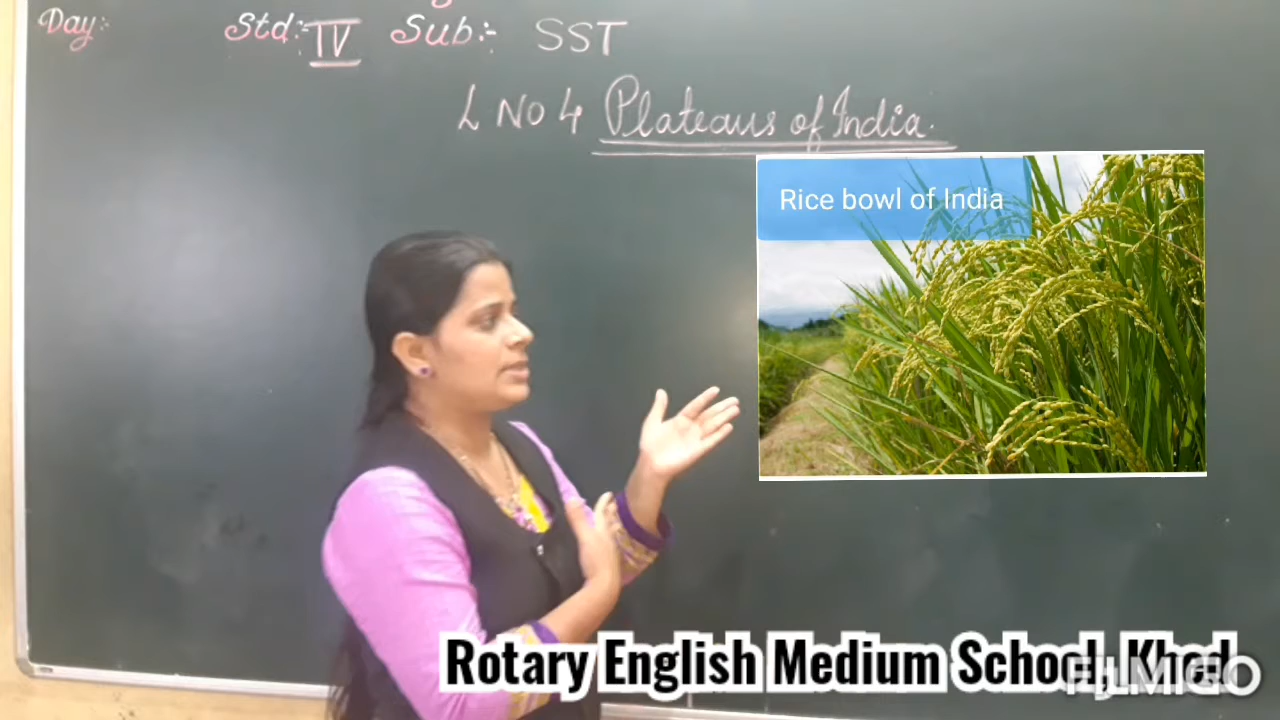 Day:-
Std:- IV Sub:- SST
L No 4 Plateaus of India.
Rice bowl of India
Rotary English Medium School, Khed
FILMIGO